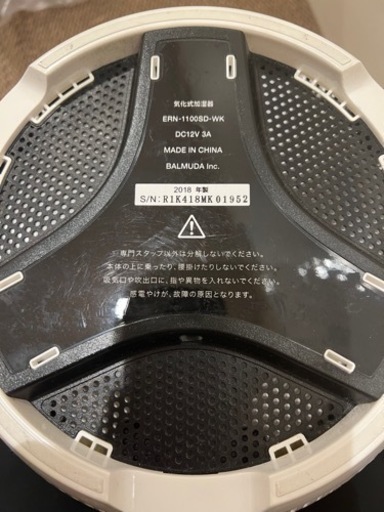 気化式加湿器
ERN-1100SD-WK
DC12V 3A
MADE IN CHINA
BALMUDA Inc.
2018 年製
S/N: R1K418MK01952
専門スタッフ以外は分解しないでください。
本体の上に乗ったり、腰掛けたりしないでください。
吸気口や吹出口に、指や異物を入れないでください。
感電やけが、故障の原因となります。